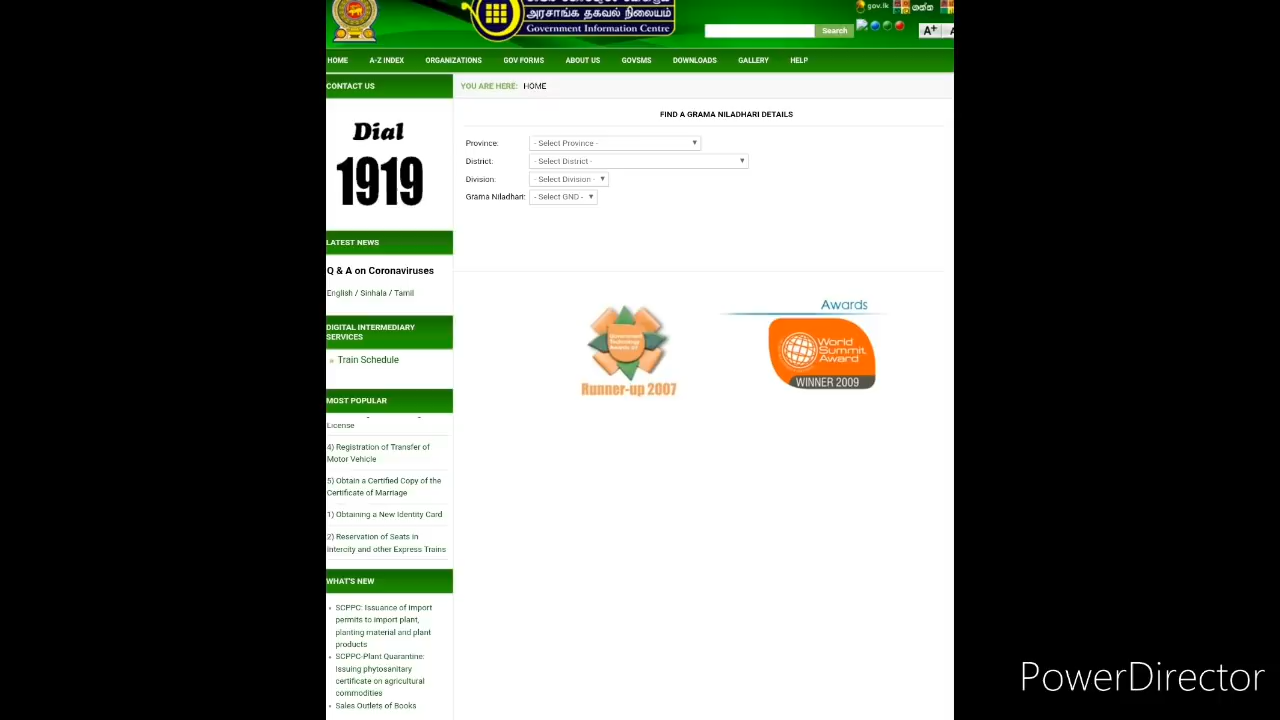 அரசாங்க தகவல் நிலையம்
Government Information Centre
gov.lk
Search
A+
HOME
A-Z INDEX
ORGANIZATIONS
GOV FORMS
ABOUT US
GOVSMS
DOWNLOADS
GALLERY
HELP
CONTACT US
Dial
1919
LATEST NEWS
Q & A on Coronaviruses
English / Sinhala / Tamil
DIGITAL INTERMEDIARY
SERVICES
» Train Schedule
MOST POPULAR
License
4) Registration of Transfer of
Motor Vehicle
5) Obtain a Certified Copy of the
Certificate of Marriage
1) Obtaining a New Identity Card
2) Reservation of Seats in
Intercity and other Express Trains
WHAT'S NEW
SCPPC: Issuance of import
permits to import plant,
planting material and plant
products
SCPPC-Plant Quarantine:
Issuing phytosanitary
certificate on agricultural
commodities
Sales Outlets of Books
YOU ARE HERE: HOME
FIND A GRAMA NILADHARI DETAILS
Province: - Select Province -
District: - Select District -
Division: - Select Division -
Grama Niladhari: - Select GND -
Runner-up 2007
Awards
World
Summit
Award
WINNER 2009
PowerDirector